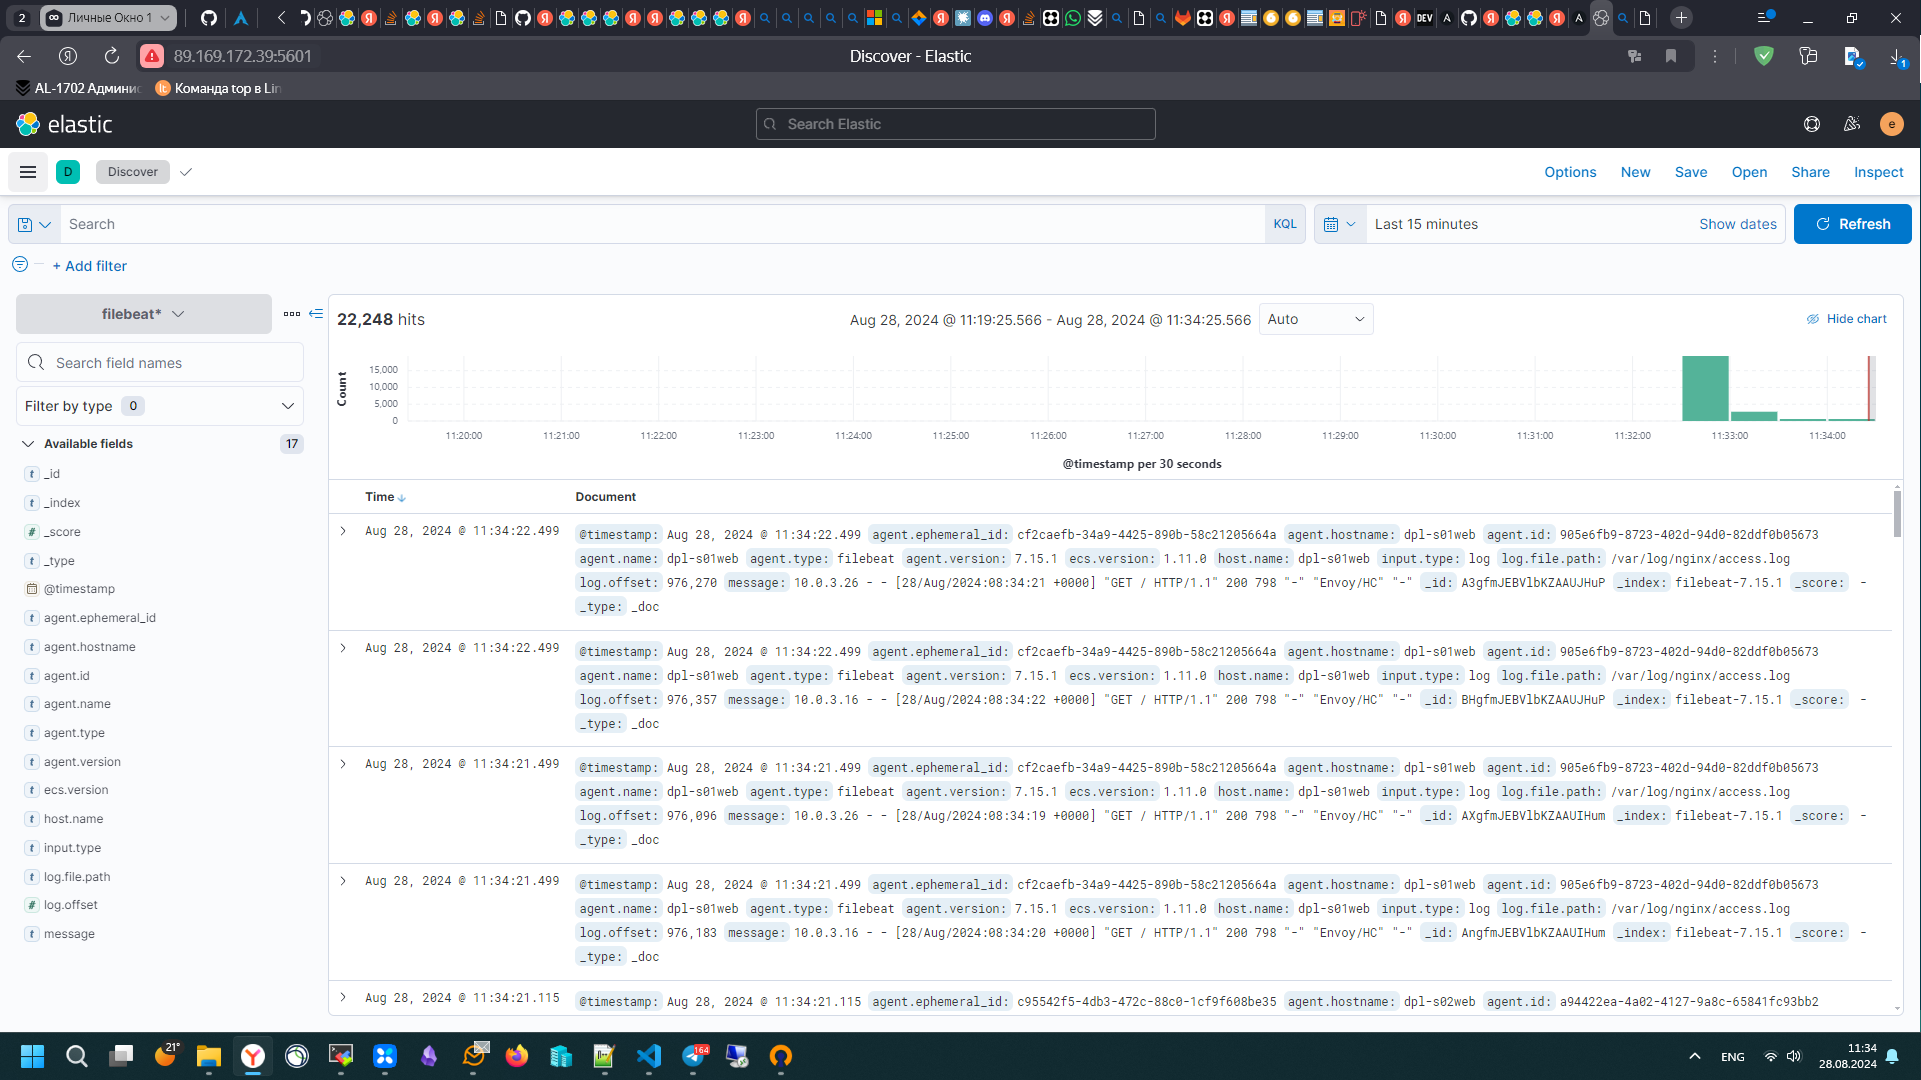 2
Личные Окно 1
89.169.172.39:5601
Discover - Elastic
1
AL-1702 Админис
Команда top в Lin
elastic
Search Elastic
e
D
Discover
Options
New
Save
Open
Share
Inspect
Search
KQL
Last 15 minutes
Show dates
Refresh
+ Add filter
filebeat*
22,248 hits
Aug 28, 2024 @ 11:19:25.566 - Aug 28, 2024 @ 11:34:25.566
Auto
Hide chart
Search field names
Filter by type 0
Available fields 17
t _id
t _index
# _score
t _type
@timestamp
t agent.ephemeral_id
t agent.hostname
t agent.id
t agent.name
t agent.type
t agent.version
t ecs.version
t host.name
t input.type
t log.file.path
# log.offset
t message
Count
15,000
10,000
5,000
0
11:20:00 11:21:00 11:22:00 11:23:00 11:24:00 11:25:00 11:26:00 11:27:00 11:28:00 11:29:00 11:30:00 11:31:00 11:32:00 11:33:00 11:34:00
@timestamp per 30 seconds
Time Document
Aug 28, 2024 @ 11:34:22.499 @timestamp: Aug 28, 2024 @ 11:34:22.499 agent.ephemeral_id: cf2caefb-34a9-4425-890b-58c21205664a agent.hostname: dpl-s01web agent.id: 905e6fb9-8723-402d-94d0-82ddf0b05673
agent.name: dpl-s01web agent.type: filebeat agent.version: 7.15.1 ecs.version: 1.11.0 host.name: dpl-s01web input.type: log log.file.path: /var/log/nginx/access.log
log.offset: 976,270 message: 10.0.3.26 - - [28/Aug/2024:08:34:21 +0000] "GET / HTTP/1.1" 200 798 "-" "Envoy/HC" "-" _id: A3gfmJEBVlbKZAAUJHuP _index: filebeat-7.15.1 _score: -
_type: _doc
Aug 28, 2024 @ 11:34:22.499 @timestamp: Aug 28, 2024 @ 11:34:22.499 agent.ephemeral_id: cf2caefb-34a9-4425-890b-58c21205664a agent.hostname: dpl-s01web agent.id: 905e6fb9-8723-402d-94d0-82ddf0b05673
agent.name: dpl-s01web agent.type: filebeat agent.version: 7.15.1 ecs.version: 1.11.0 host.name: dpl-s01web input.type: log log.file.path: /var/log/nginx/access.log
log.offset: 976,357 message: 10.0.3.16 - - [28/Aug/2024:08:34:22 +0000] "GET / HTTP/1.1" 200 798 "-" "Envoy/HC" "-" _id: BHgfmJEBVlbKZAAUJHuP _index: filebeat-7.15.1 _score: -
_type: _doc
Aug 28, 2024 @ 11:34:21.499 @timestamp: Aug 28, 2024 @ 11:34:21.499 agent.ephemeral_id: cf2caefb-34a9-4425-890b-58c21205664a agent.hostname: dpl-s01web agent.id: 905e6fb9-8723-402d-94d0-82ddf0b05673
agent.name: dpl-s01web agent.type: filebeat agent.version: 7.15.1 ecs.version: 1.11.0 host.name: dpl-s01web input.type: log log.file.path: /var/log/nginx/access.log
log.offset: 976,096 message: 10.0.3.26 - - [28/Aug/2024:08:34:19 +0000] "GET / HTTP/1.1" 200 798 "-" "Envoy/HC" "-" _id: AXgfmJEBVlbKZAAUIHum _index: filebeat-7.15.1 _score: -
_type: _doc
Aug 28, 2024 @ 11:34:21.499 @timestamp: Aug 28, 2024 @ 11:34:21.499 agent.ephemeral_id: cf2caefb-34a9-4425-890b-58c21205664a agent.hostname: dpl-s01web agent.id: 905e6fb9-8723-402d-94d0-82ddf0b05673
agent.name: dpl-s01web agent.type: filebeat agent.version: 7.15.1 ecs.version: 1.11.0 host.name: dpl-s01web input.type: log log.file.path: /var/log/nginx/access.log
log.offset: 976,183 message: 10.0.3.16 - - [28/Aug/2024:08:34:20 +0000] "GET / HTTP/1.1" 200 798 "-" "Envoy/HC" "-" _id: AngfmJEBVlbKZAAUIHum _index: filebeat-7.15.1 _score: -
_type: _doc
Aug 28, 2024 @ 11:34:21.115 @timestamp: Aug 28, 2024 @ 11:34:21.115 agent.ephemeral_id: c95542f5-4db3-472c-88c0-1cf9f608be35 agent.hostname: dpl-s02web agent.id: a94422ea-4a02-4127-9a8c-65841fc93bb2
21°
164
ENG
11:34
28.08.2024